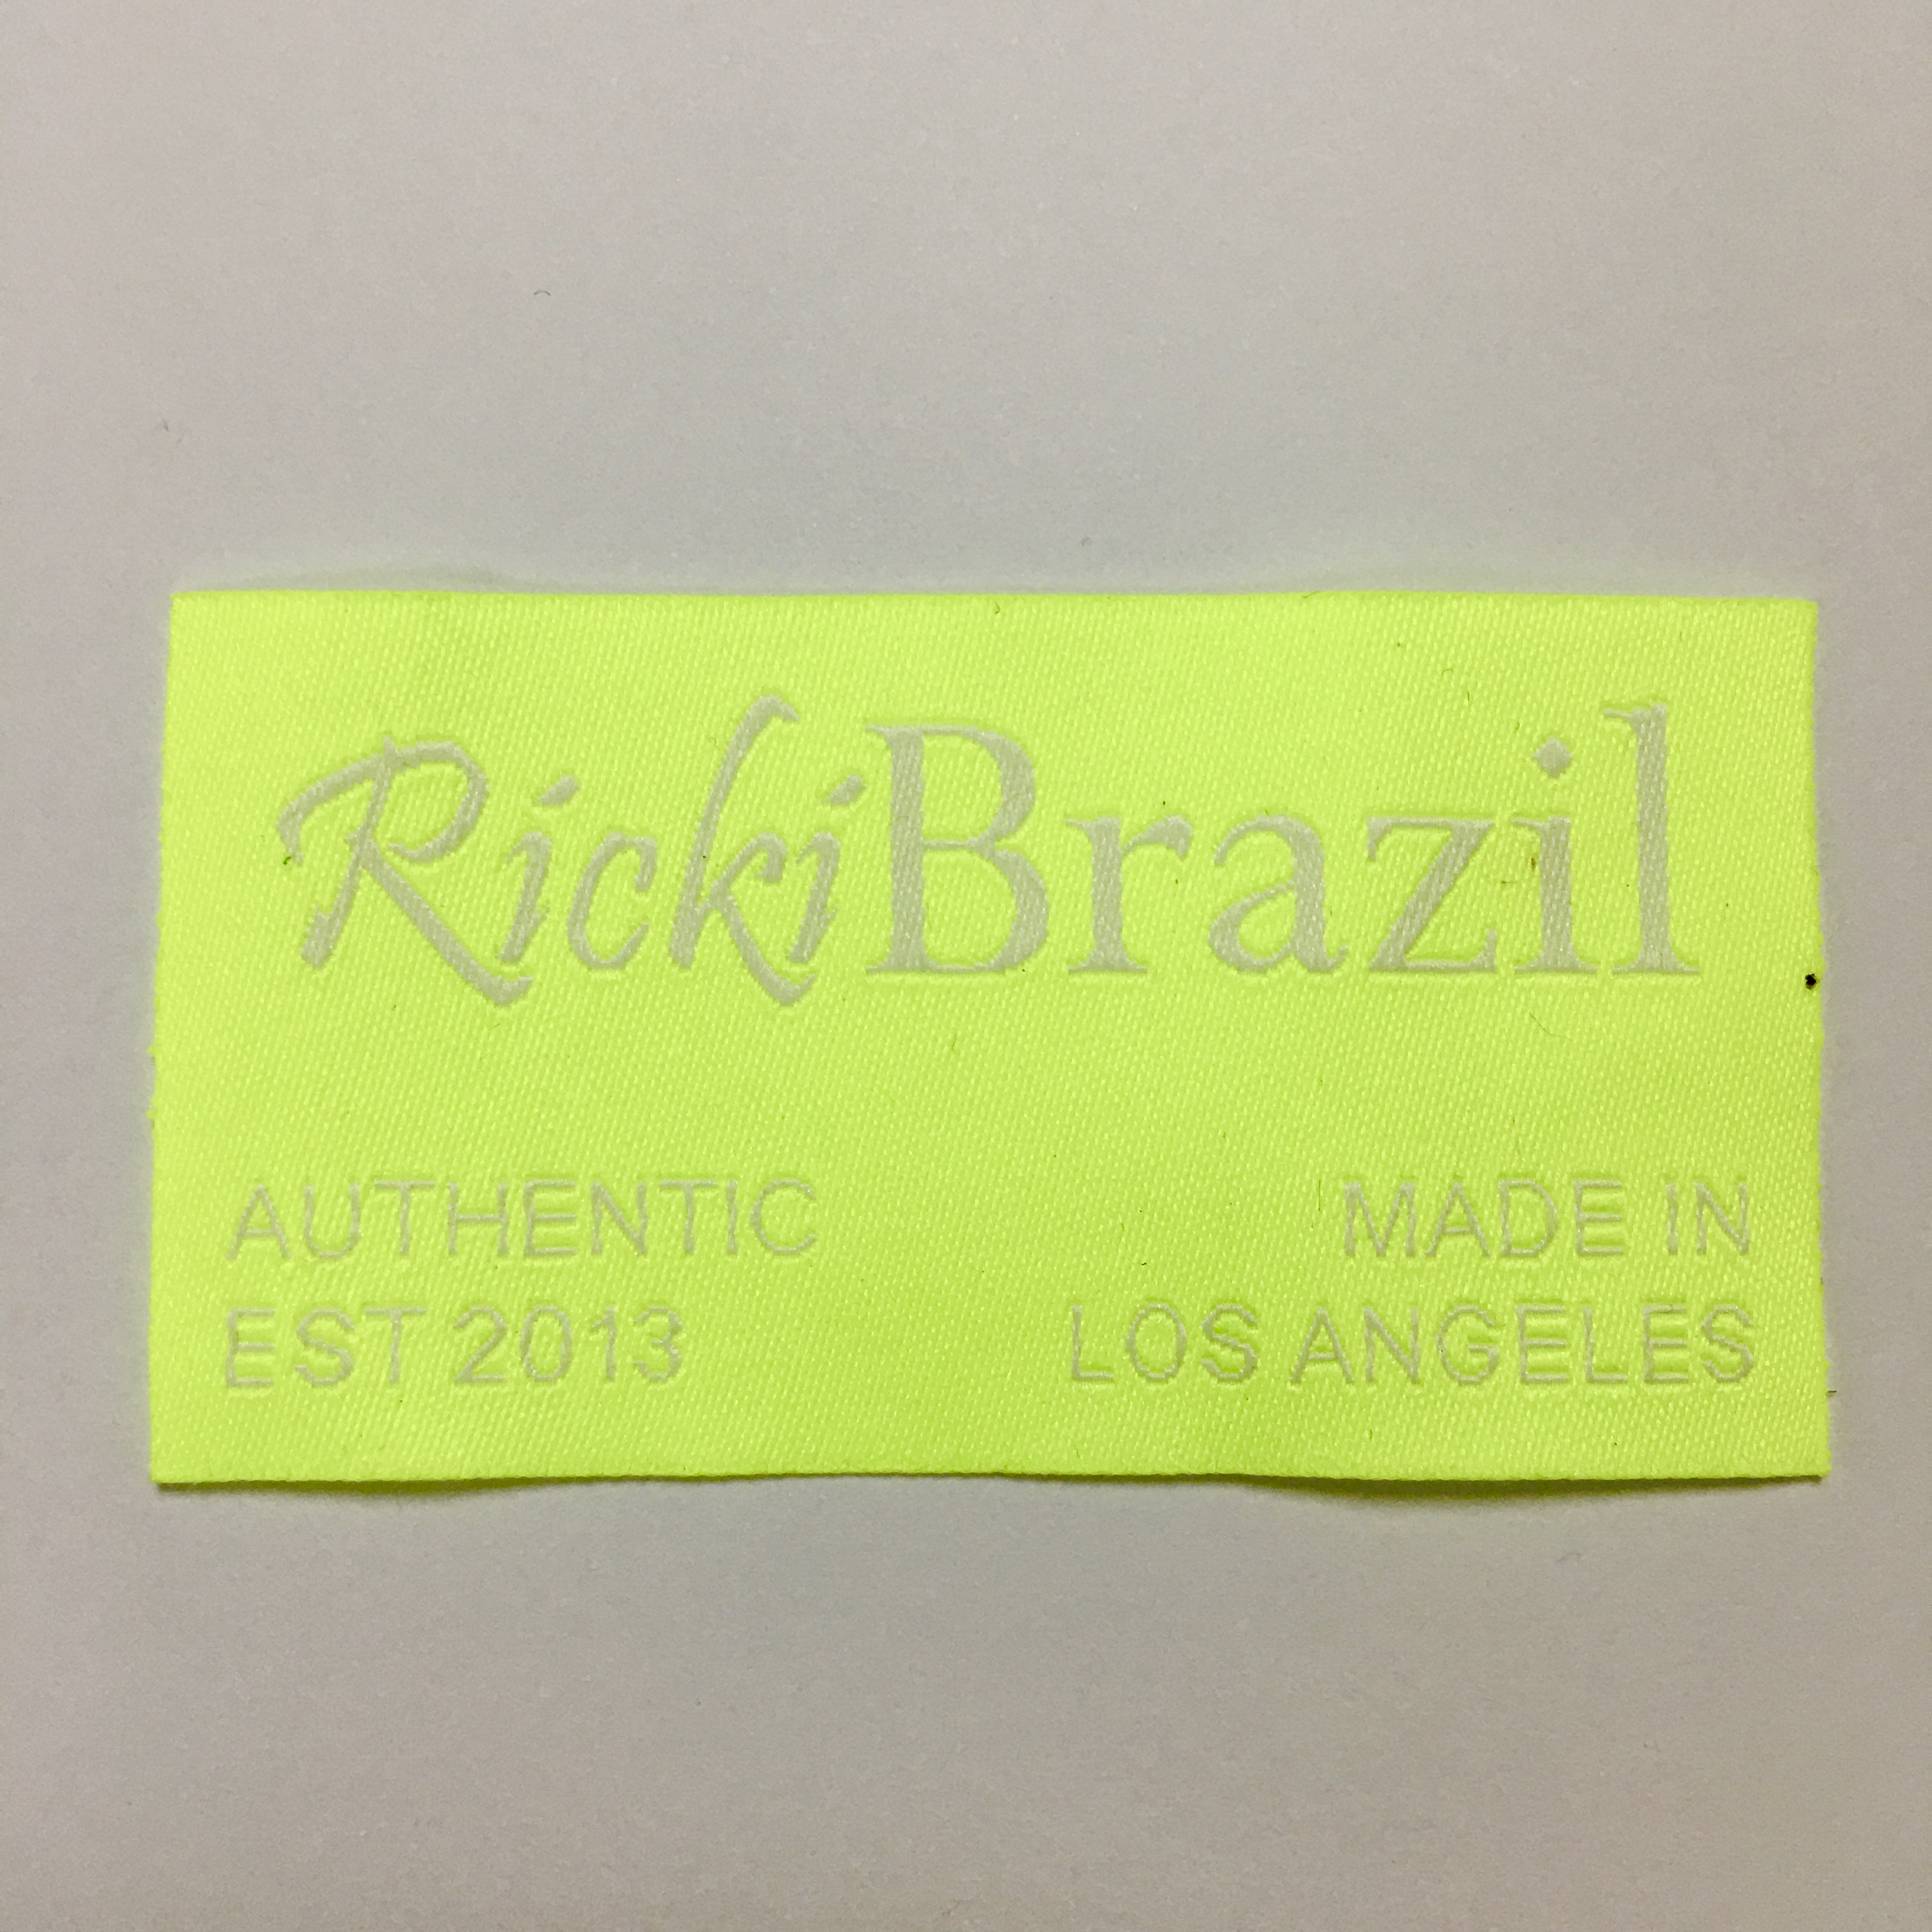 RickiBrazil
AUTHENTIC
EST 2013
MADE IN
LOS ANGELES